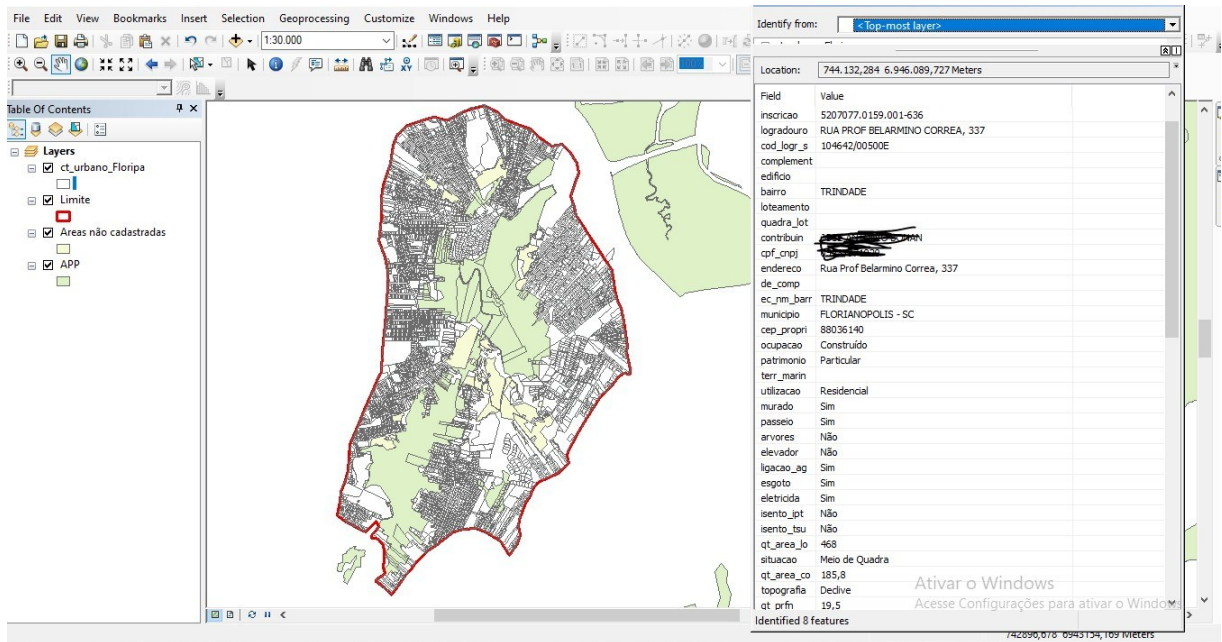 File Edit View Bookmarks Insert Selection Geoprocessing Customize Windows Help
1:30.000
Table Of Contents
Layers
ct_urbano_Floripa
Limite
Areas não cadastradas
APP
Identify from: <Top-most layer>
Location: 744.132,284 6.946.089,727 Meters
Field Value
inscricao 5207077.0159.001-636
logradouro RUA PROF BELARMINO CORREA, 337
cod_logr_s 104642/00500E
complement
edificio
bairro TRINDADE
loteamento
quadra_lot
contribuin
cpf_cnpj
endereco Rua Prof Belarmino Correa, 337
de_comp
ec_nm_barr TRINDADE
municipio FLORIANOPOLIS - SC
cep_propri 88036140
ocupacao Construído
patrimonio Particular
terr_marin
utilizacao Residencial
murado Sim
passeio Sim
arvores Não
elevador Não
ligacao_ag Sim
esgoto Sim
eletricida Sim
isento_ipt Não
isento_tsu Não
qt_area_lo 468
situacao Meio de Quadra
qt_area_co 185,8
topografia Declive
qt_prfn 19,5
Ativar o Windows
Acesse Configurações para ativar o Windows
Identified 8 features
742896,678 6943154,169 Meters